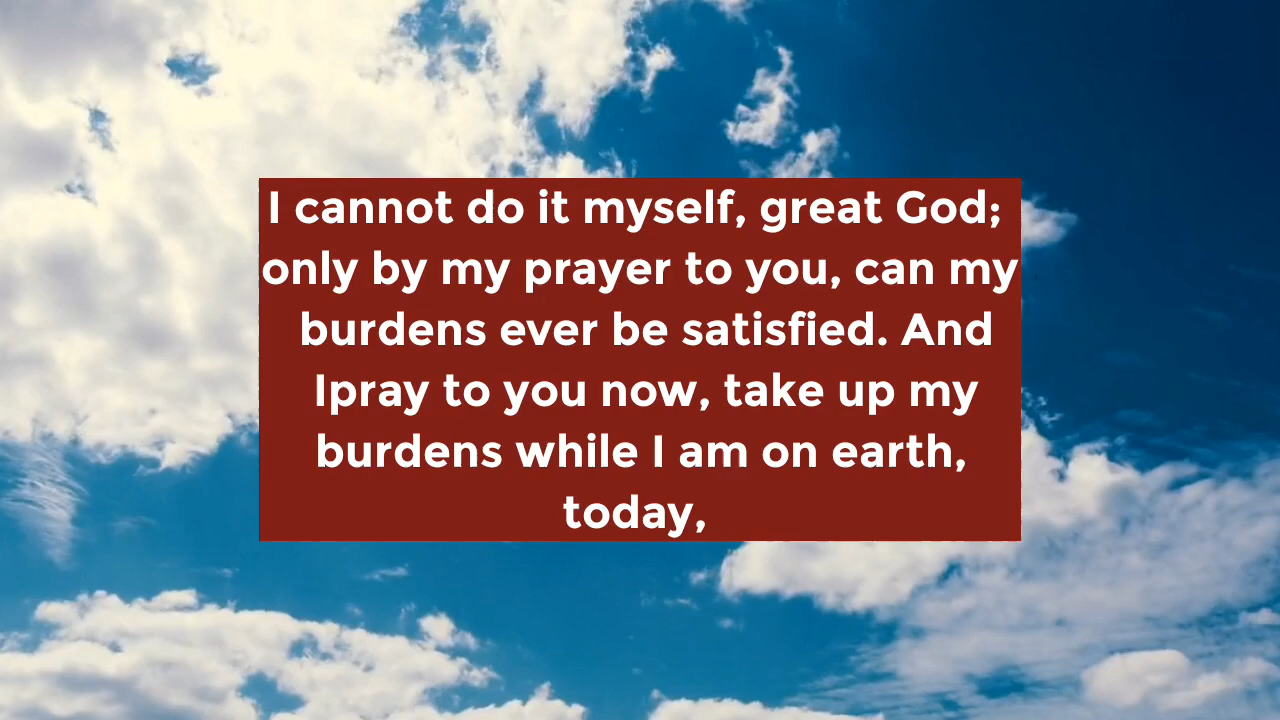 I cannot do it myself, great God;
only by my prayer to you, can my
burdens ever be satisfied. And
Ipray to you now, take up my
burdens while I am on earth,
today,